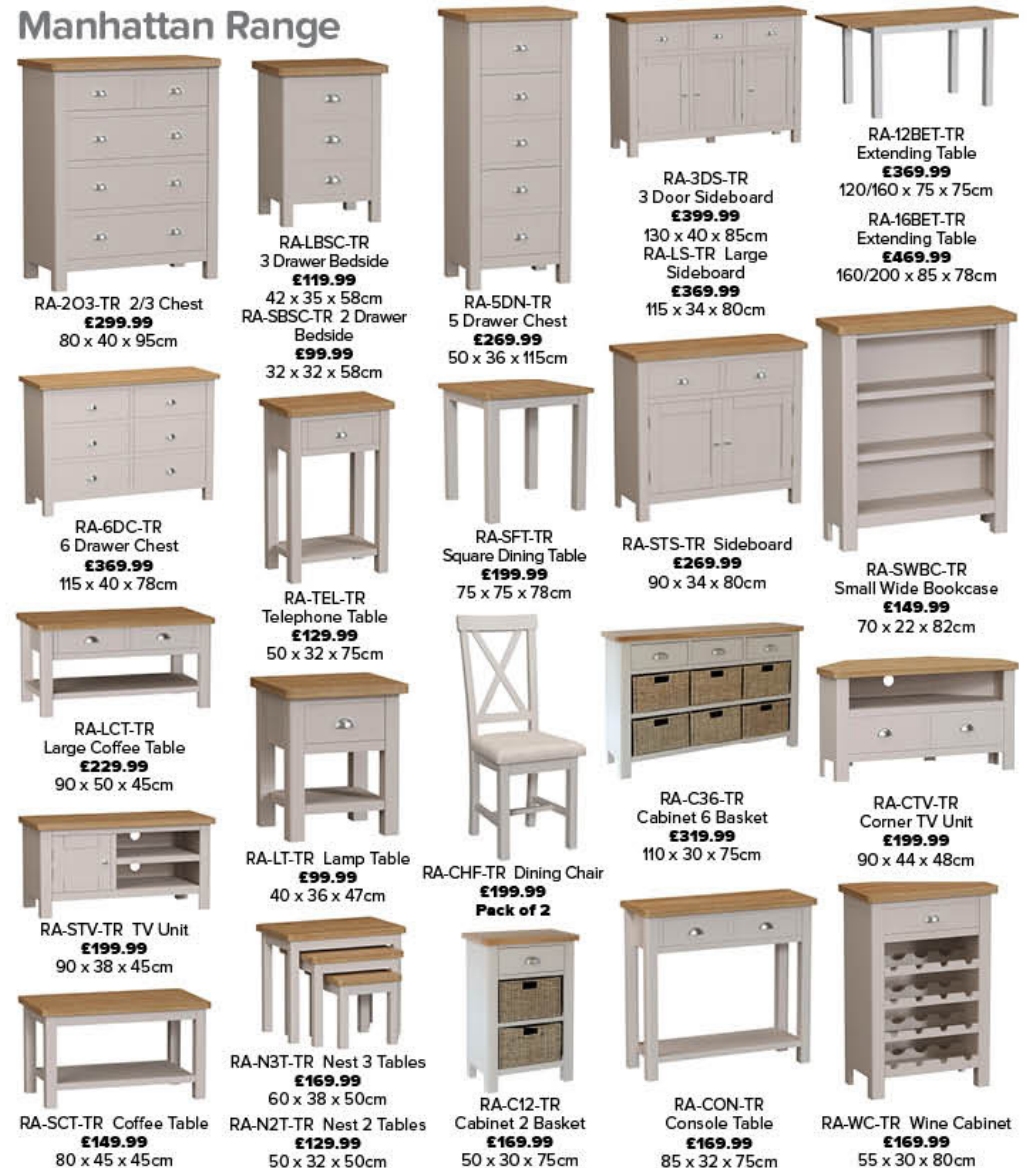 Manhattan Range
RA-2O3-TR 2/3 Chest
£299.99
80 x 40 x 95cm
RA-LBSC-TR
3 Drawer Bedside
£119.99
42 x 35 x 58cm
RA-SBSC-TR 2 Drawer
Bedside
£99.99
32 x 32 x 58cm
RA-5DN-TR
5 Drawer Chest
£269.99
50 x 36 x 115cm
RA-3DS-TR
3 Door Sideboard
£399.99
130 x 40 x 85cm
RA-LS-TR Large
Sideboard
£369.99
115 x 34 x 80cm
RA-12BET-TR
Extending Table
£369.99
120/160 x 75 x 75cm
RA-16BET-TR
Extending Table
£469.99
160/200 x 85 x 78cm
RA-6DC-TR
6 Drawer Chest
£369.99
115 x 40 x 78cm
RA-TEL-TR
Telephone Table
£129.99
50 x 32 x 75cm
RA-SFT-TR
Square Dining Table
£199.99
75 x 75 x 78cm
RA-STS-TR Sideboard
£269.99
90 x 34 x 80cm
RA-SWBC-TR
Small Wide Bookcase
£149.99
70 x 22 x 82cm
RA-LCT-TR
Large Coffee Table
£229.99
90 x 50 x 45cm
RA-LT-TR Lamp Table
£99.99
40 x 36 x 47cm
RA-CHF-TR Dining Chair
£199.99
Pack of 2
RA-C36-TR
Cabinet 6 Basket
£319.99
110 x 30 x 75cm
RA-CTV-TR
Corner TV Unit
£199.99
90 x 44 x 48cm
RA-STV-TR TV Unit
£199.99
90 x 38 x 45cm
RA-N3T-TR Nest 3 Tables
£169.99
60 x 38 x 50cm
RA-N2T-TR Nest 2 Tables
£129.99
50 x 32 x 50cm
RA-SCT-TR Coffee Table
£149.99
80 x 45 x 45cm
RA-C12-TR
Cabinet 2 Basket
£169.99
50 x 30 x 75cm
RA-CON-TR
Console Table
£169.99
85 x 32 x 75cm
RA-WC-TR Wine Cabinet
£169.99
55 x 30 x 80cm